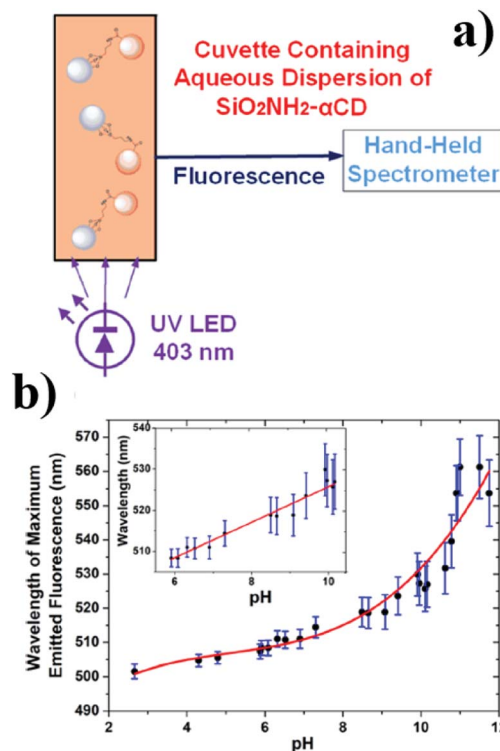 a)
Cuvette Containing
Aqueous Dispersion of
SiO₂NH₂-αCD
Fluorescence
Hand-Held
Spectrometer
UV LED
403 nm
b)
Wavelength of Maximum
Emitted Fluorescence (nm)
570
560
550
540
530
520
510
500
490
2
4
6
8
10
12
pH
Wavelength (nm)
540
530
520
510
6
8
10
pH